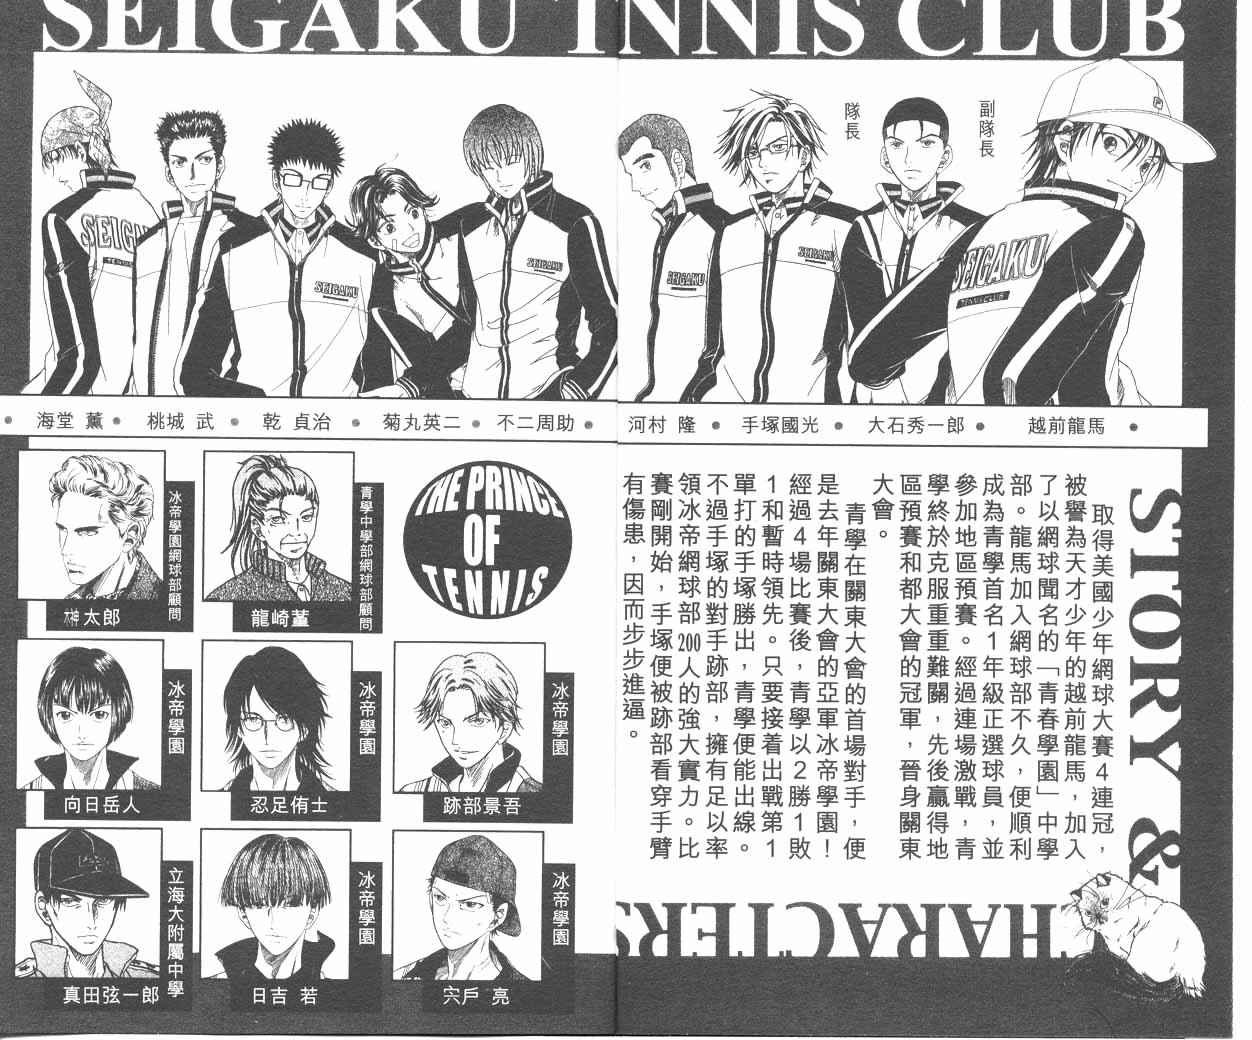 SEIGAKU TNNIS CLUB
副隊長
隊長
SEIGAKU
TENNIS CLUB
SEIGAKU
SEIGAKU
SEIGAKU
SEIGAKU
SEIGU
TENNIS
海堂 薰 • 桃城 武 • 乾 貞治 • 菊丸英二 • 不二周助 • 河村 隆 • 手塚國光 • 大石秀一郎 • 越前龍馬
STORY &
CHARACTERS
取得美國少年網球大賽4連冠，
被譽為天才少年的越前龍馬，加入
了以網球聞名的「青春學園」中學
部。龍馬加入網球部不久，便順利
成為青學首名1年級正選球員，並
參加地區預賽。經過連場激戰，青
學終於克服重重難關，先後贏得地
區預賽和都大會的冠軍，晉身關東
大會。
青學在關東大會的首場對手，便
是去年關東大會的亞軍冰帝學園！
經過4場比賽後，青學以2勝1敗
1和暫時領先。只要接着出戰第1
單打的手塚勝出，青學便能出線。
不過手塚的對手跡部，擁有足以率
領冰帝網球部200人的強大實力。比
賽剛開始，手塚便被跡部看穿手臂
有傷患，因而步步進逼。
THE PRINCE
OF
TENNIS
青學中學部網球部顧問
龍崎菫
冰帝學園網球部顧問
榊太郎
冰帝學園
跡部景吾
冰帝學園
忍足侑士
冰帝學園
向日岳人
冰帝學園
宍戶 亮
冰帝學園
日吉 若
立海大附屬中學
真田弦一郎